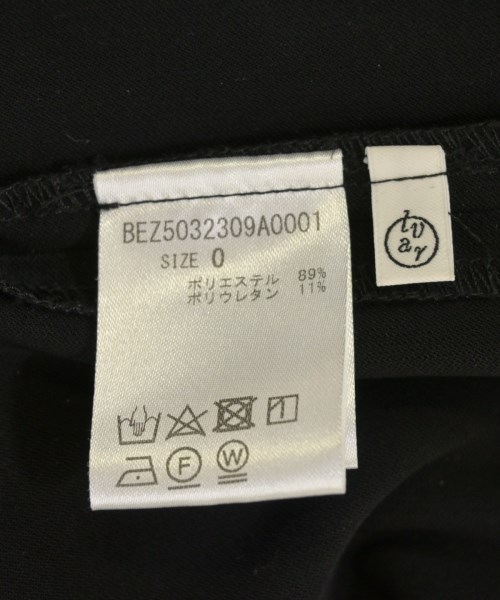 BEZ5032309A0001
SIZE 0
ポリエステル 89%
ポリウレタン 11%
F W
l v
a r